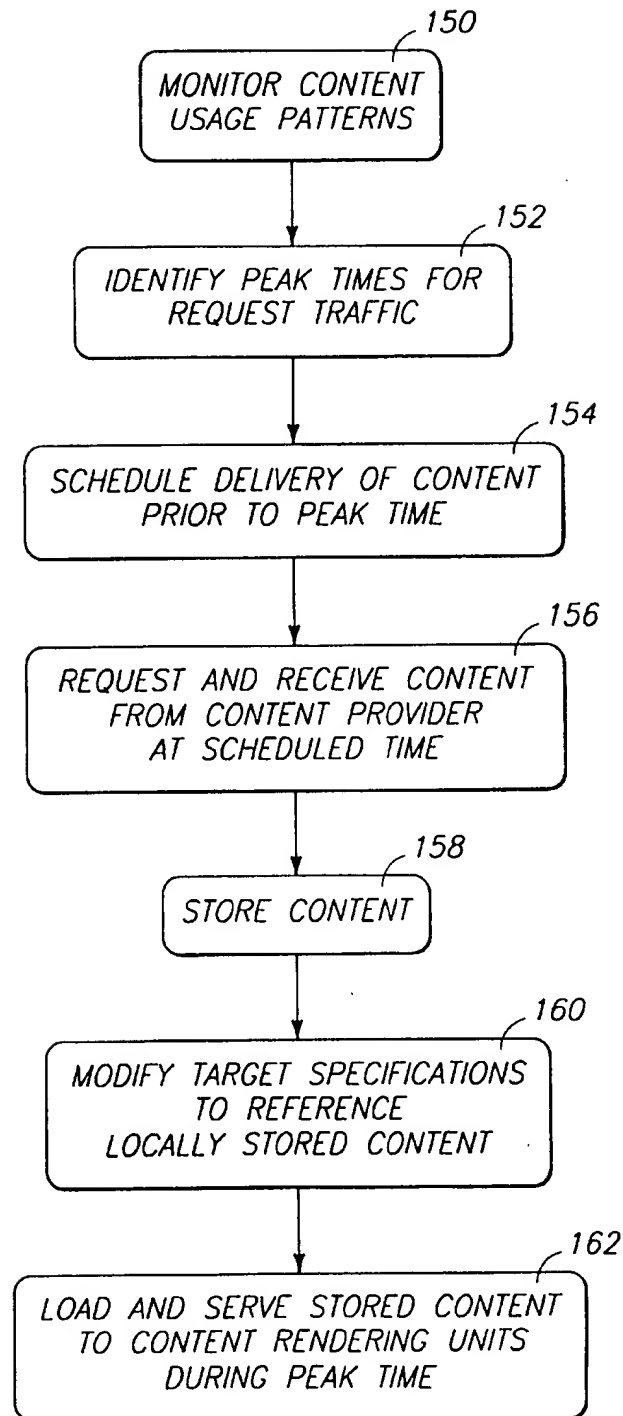 150
MONITOR CONTENT
USAGE PATTERNS
152
IDENTIFY PEAK TIMES FOR
REQUEST TRAFFIC
154
SCHEDULE DELIVERY OF CONTENT
PRIOR TO PEAK TIME
156
REQUEST AND RECEIVE CONTENT
FROM CONTENT PROVIDER
AT SCHEDULED TIME
158
STORE CONTENT
160
MODIFY TARGET SPECIFICATIONS
TO REFERENCE
LOCALLY STORED CONTENT
162
LOAD AND SERVE STORED CONTENT
TO CONTENT RENDERING UNITS
DURING PEAK TIME